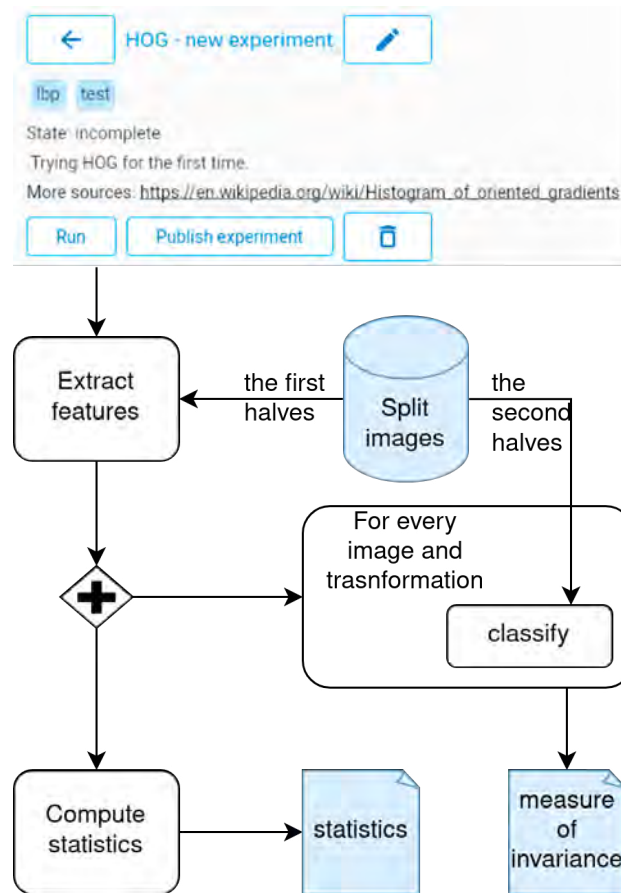 HOG - new experiment
lbp test
State: incomplete
Trying HOG for the first time.
More sources: https://en.wikipedia.org/wiki/Histogram_of_oriented_gradients
Run Publish experiment
Extract
features
the first
halves
Split
images
the
second
halves
For every
image and
trasnformation
classify
Compute
statistics
statistics
measure
of
invariance